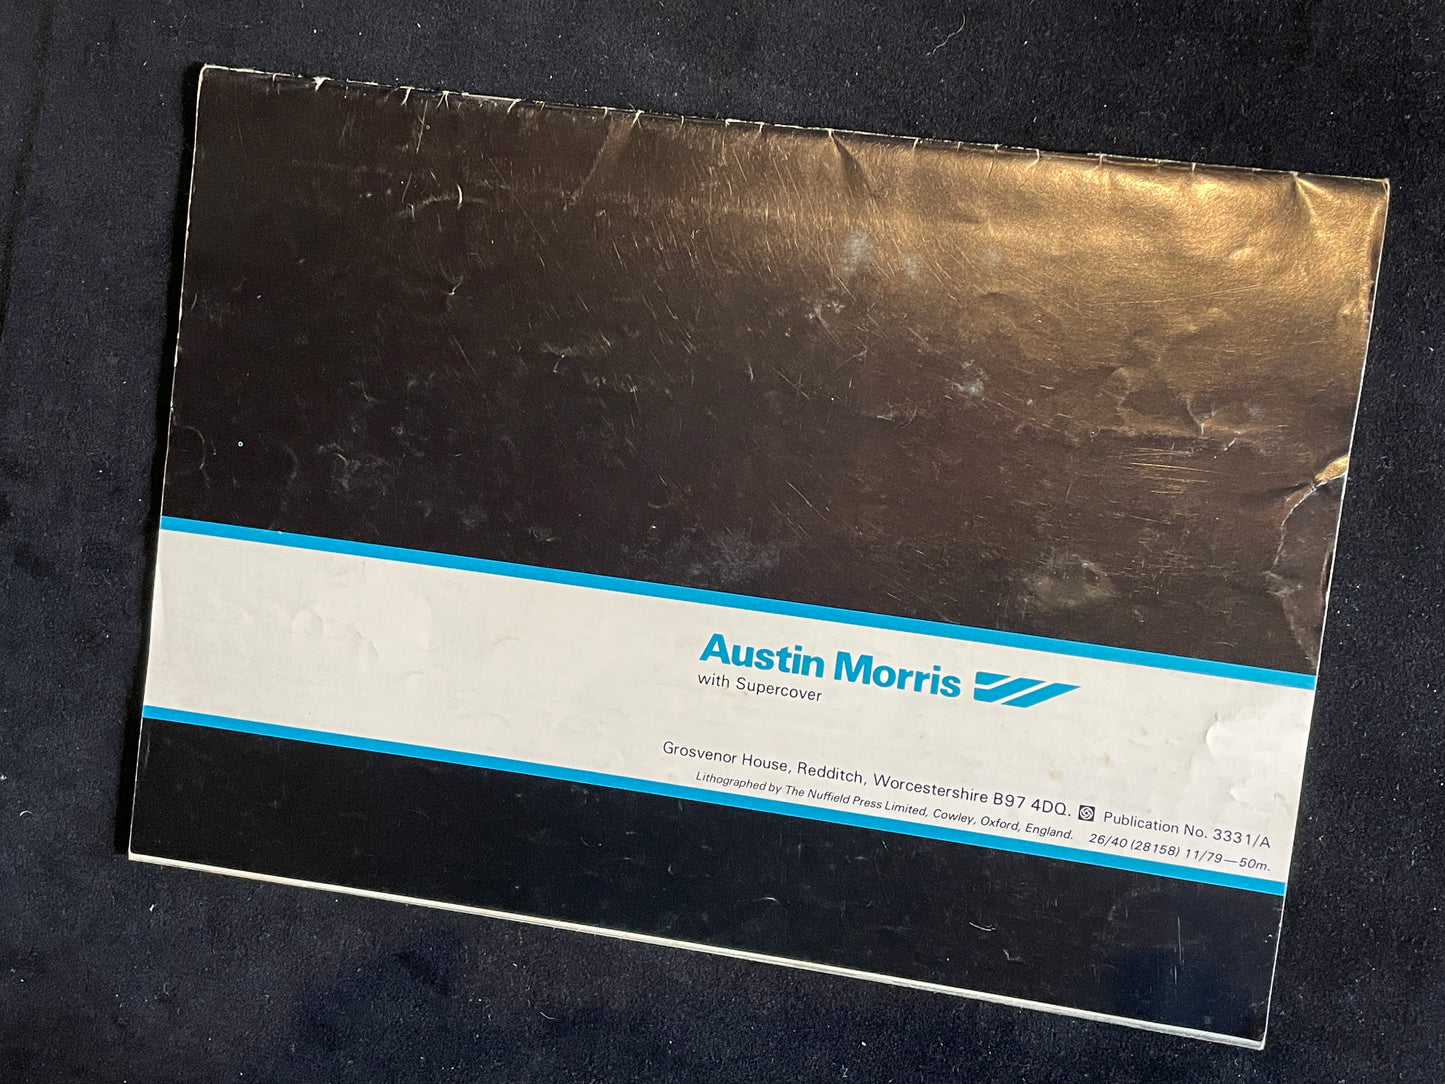 Austin Morris
with Supercover
Grosvenor House, Redditch, Worcestershire B97 4DQ. Publication No. 3331/A
Lithographed by The Nuffield Press Limited, Cowley, Oxford, England. 26/40 (28158) 11/79—50m.